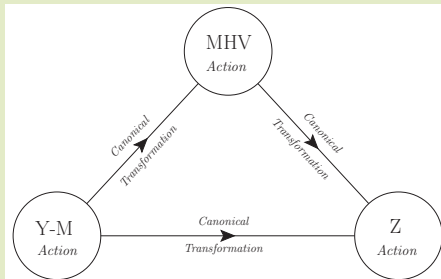 MHV
Action
Canonical
Transformation
Canonical
Transformation
Y-M
Action
Canonical
Transformation
Z
Action